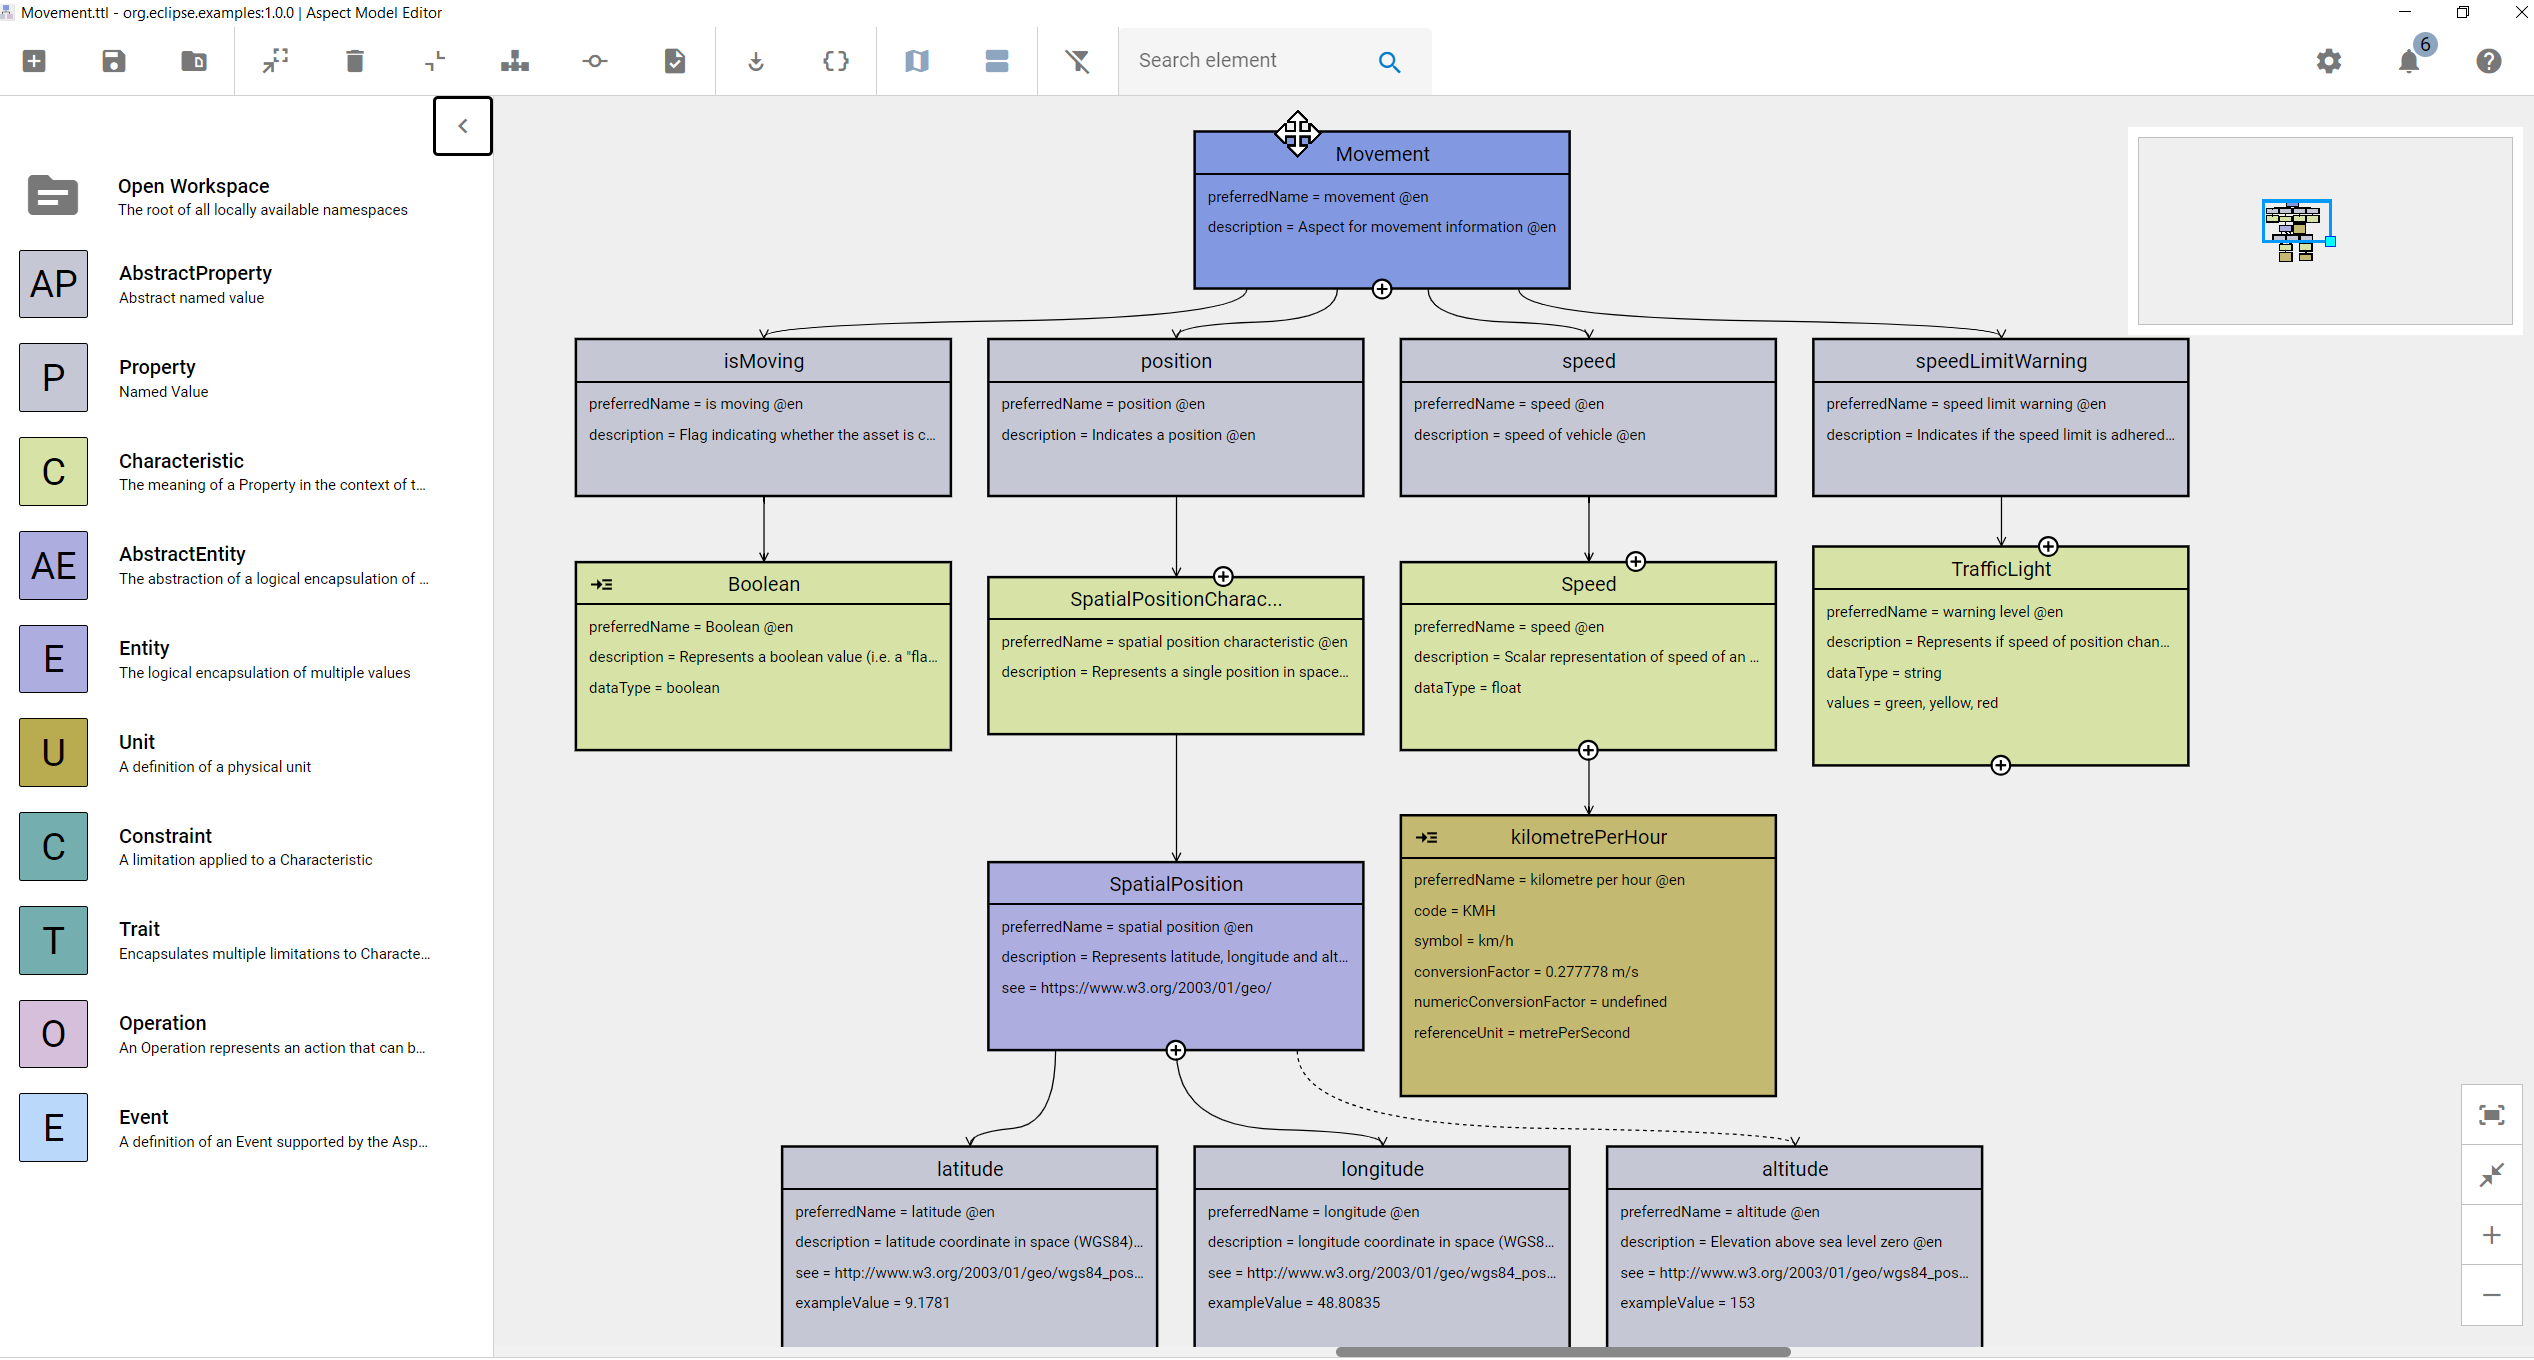 Movement.ttl - org.eclipse.examples:1.0.0 | Aspect Model Editor
Search element
6
Open Workspace
The root of all locally available namespaces
AP
AbstractProperty
Abstract named value
P
Property
Named Value
C
Characteristic
The meaning of a Property in the context of t...
AE
AbstractEntity
The abstraction of a logical encapsulation of ...
E
Entity
The logical encapsulation of multiple values
U
Unit
A definition of a physical unit
C
Constraint
A limitation applied to a Characteristic
T
Trait
Encapsulates multiple limitations to Characte...
O
Operation
An Operation represents an action that can b...
E
Event
A definition of an Event supported by the Asp...
Movement
preferredName = movement @en
description = Aspect for movement information @en
isMoving
preferredName = is moving @en
description = Flag indicating whether the asset is c...
position
preferredName = position @en
description = Indicates a position @en
speed
preferredName = speed @en
description = speed of vehicle @en
speedLimitWarning
preferredName = speed limit warning @en
description = Indicates if the speed limit is adhered...
Boolean
preferredName = Boolean @en
description = Represents a boolean value (i.e. a "fla...
dataType = boolean
SpatialPositionCharac...
preferredName = spatial position characteristic @en
description = Represents a single position in space...
Speed
preferredName = speed @en
description = Scalar representation of speed of an ...
dataType = float
TrafficLight
preferredName = warning level @en
description = Represents if speed of position chan...
dataType = string
values = green, yellow, red
SpatialPosition
preferredName = spatial position @en
description = Represents latitude, longitude and alt...
see = https://www.w3.org/2003/01/geo/
kilometrePerHour
preferredName = kilometre per hour @en
code = KMH
symbol = km/h
conversionFactor = 0.277778 m/s
numericConversionFactor = undefined
referenceUnit = metrePerSecond
latitude
preferredName = latitude @en
description = latitude coordinate in space (WGS84)...
see = http://www.w3.org/2003/01/geo/wgs84_pos...
exampleValue = 9.1781
longitude
preferredName = longitude @en
description = longitude coordinate in space (WGS8...
see = http://www.w3.org/2003/01/geo/wgs84_pos...
exampleValue = 48.80835
altitude
preferredName = altitude @en
description = Elevation above sea level zero @en
see = http://www.w3.org/2003/01/geo/wgs84_pos...
exampleValue = 153